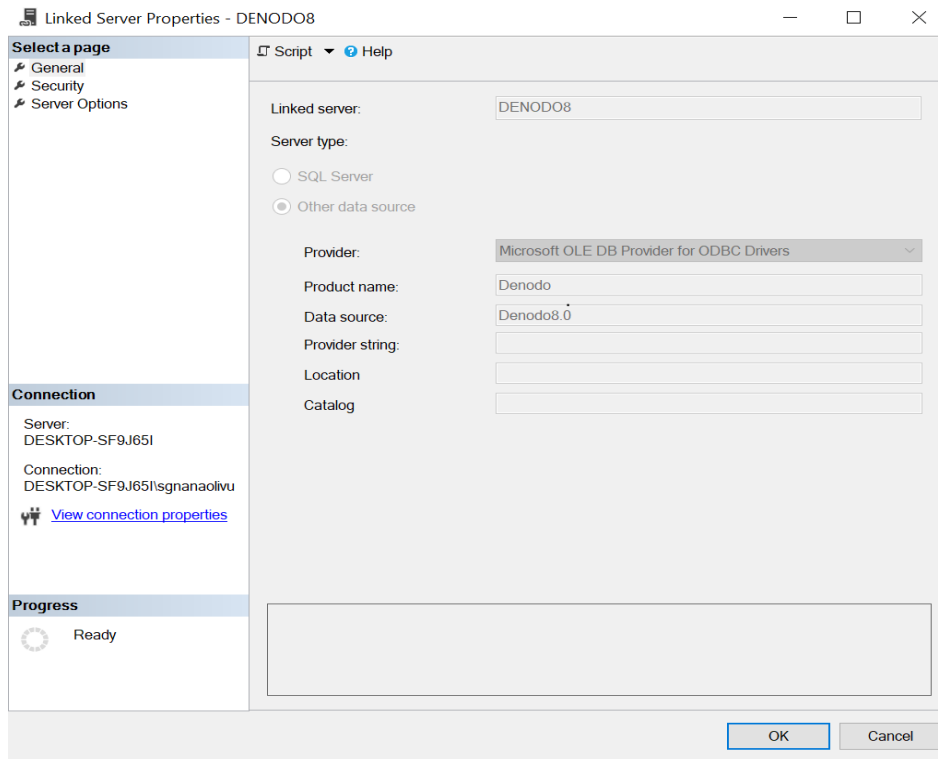 Linked Server Properties - DENODO8
Select a page
General
Security
Server Options
Script
Help
Linked server:
DENODO8
Server type:
SQL Server
Other data source
Provider:
Microsoft OLE DB Provider for ODBC Drivers
Product name:
Denodo
Data source:
Denodo8.0
Provider string:
Location
Catalog
Connection
Server:
DESKTOP-SF9J65I
Connection:
DESKTOP-SF9J65I\sgnanaolivu
View connection properties
Progress
Ready
OK
Cancel